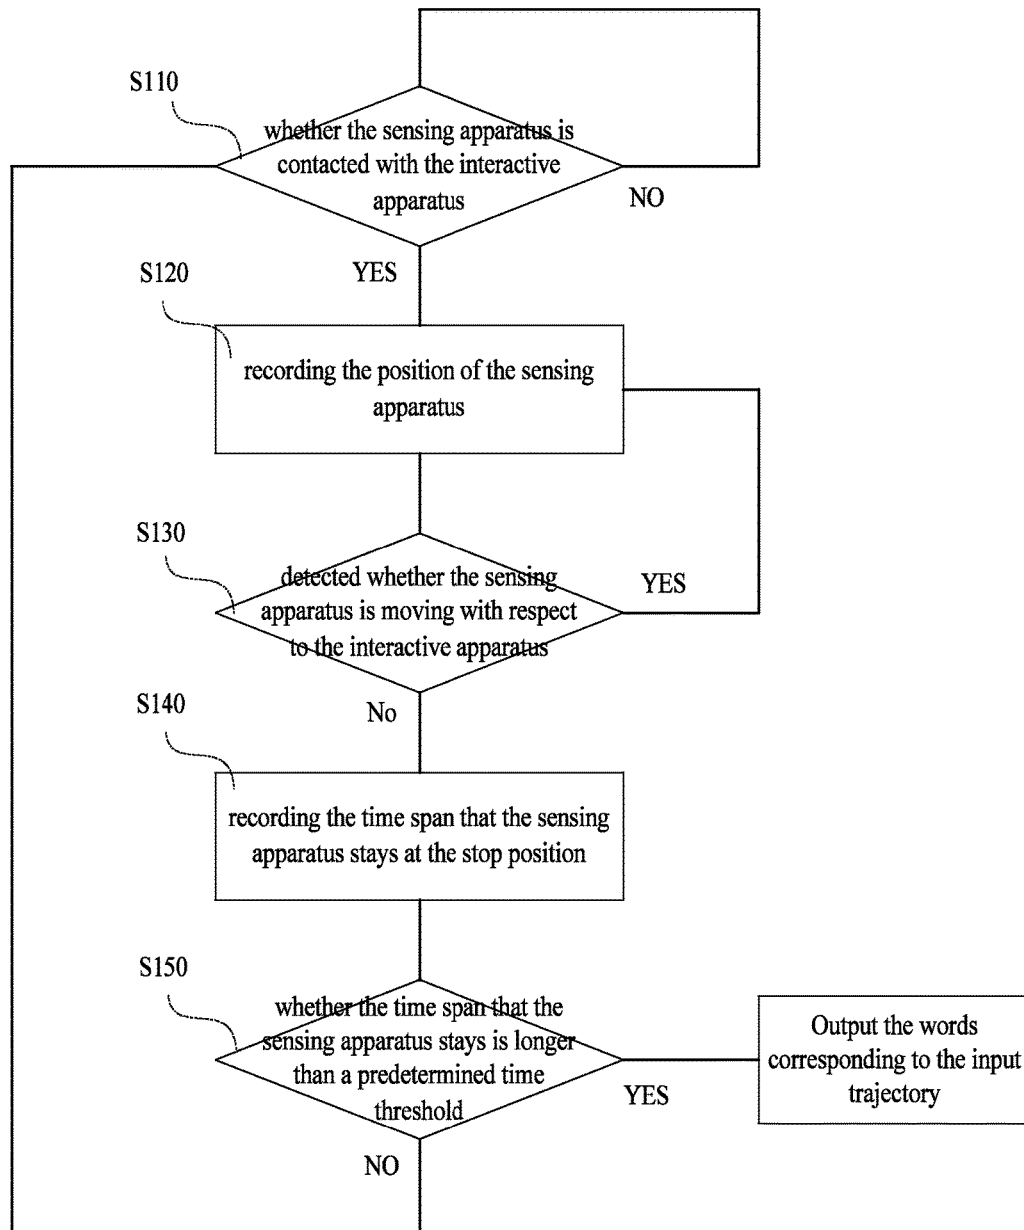 S110
whether the sensing apparatus is
contacted with the interactive
apparatus
NO
YES
S120
recording the position of the sensing
apparatus
S130
detected whether the sensing
apparatus is moving with respect
to the interactive apparatus
YES
No
S140
recording the time span that the sensing
apparatus stays at the stop position
S150
whether the time span that the
sensing apparatus stays is longer
than a predetermined time
threshold
YES
Output the words
corresponding to the input
trajectory
NO